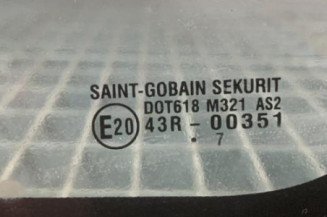 SAINT-GOBAIN SEKURIT
DOT618 M321 AS2
E20 43R - 00351
. 7